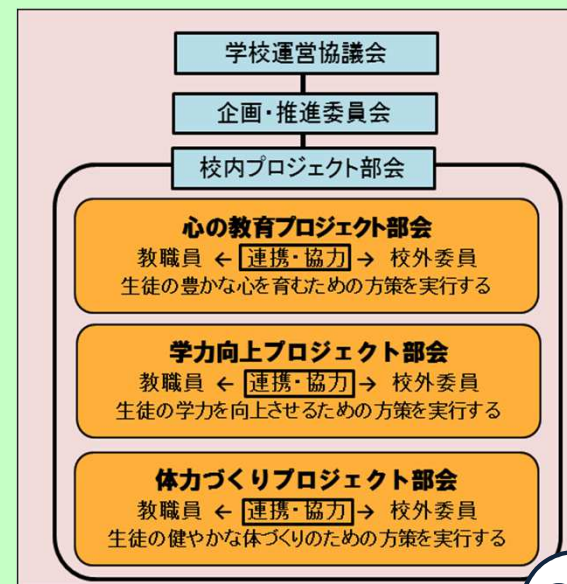 学校運営協議会
企画・推進委員会
校内プロジェクト部会
心の教育プロジェクト部会
教職員 ← 連携・協力 → 校外委員
生徒の豊かな心を育むための方策を実行する
学力向上プロジェクト部会
教職員 ← 連携・協力 → 校外委員
生徒の学力を向上させるための方策を実行する
体力づくりプロジェクト部会
教職員 ← 連携・協力 → 校外委員
生徒の健やかな体づくりのための方策を実行する